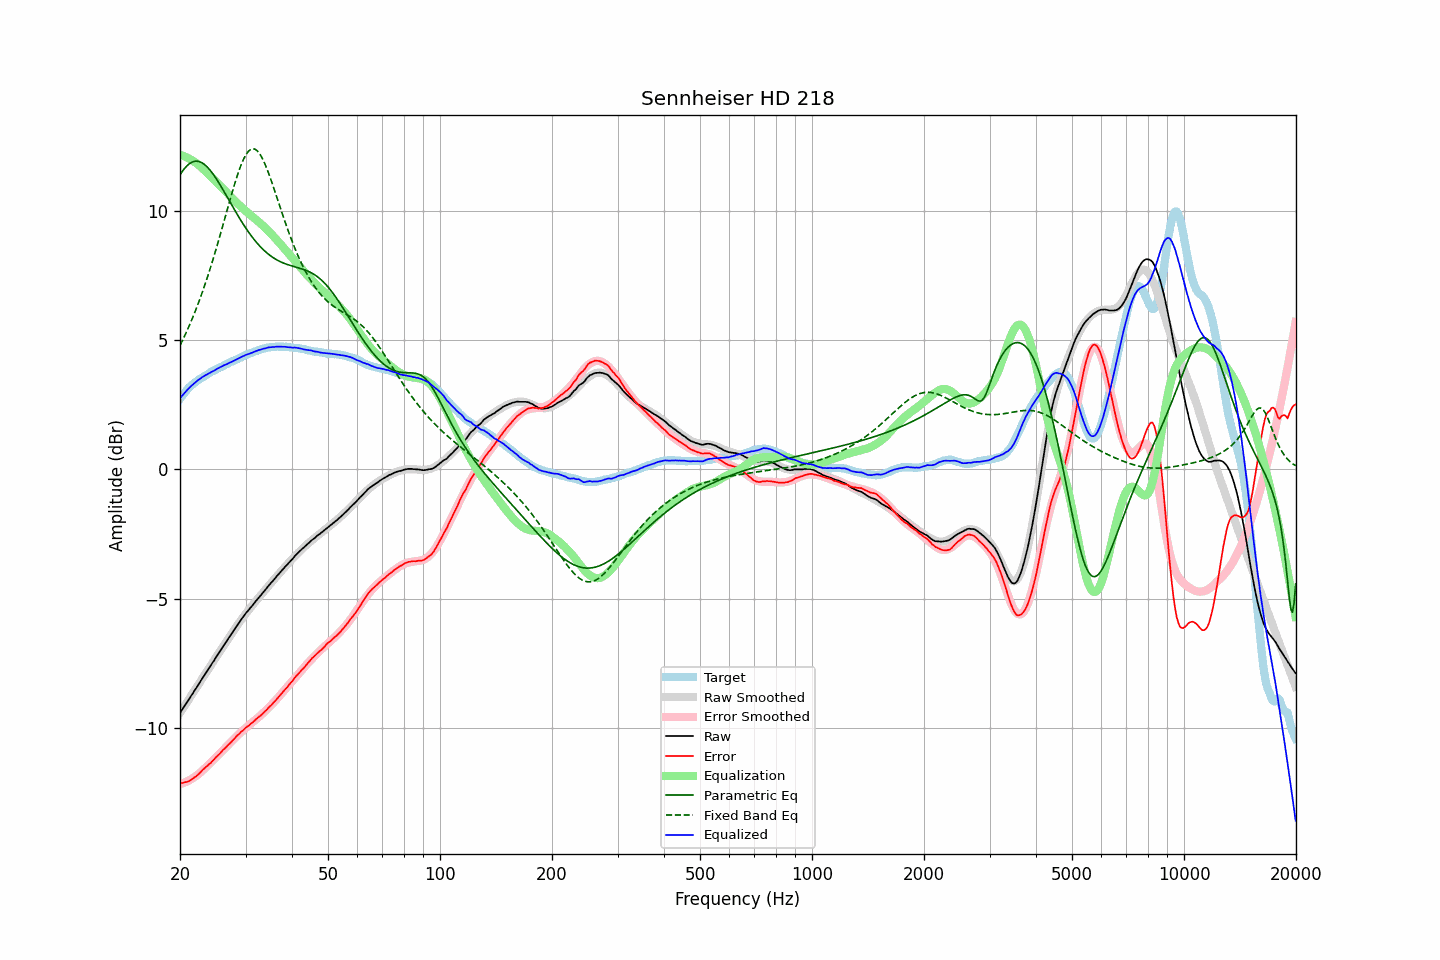 Sennheiser HD 218
Amplitude (dBr)
10
5
0
−5
−10
Target
Raw Smoothed
Error Smoothed
Raw
Error
Equalization
Parametric Eq
Fixed Band Eq
Equalized
20 50 100 200 500 1000 2000 5000 10000 20000
Frequency (Hz)